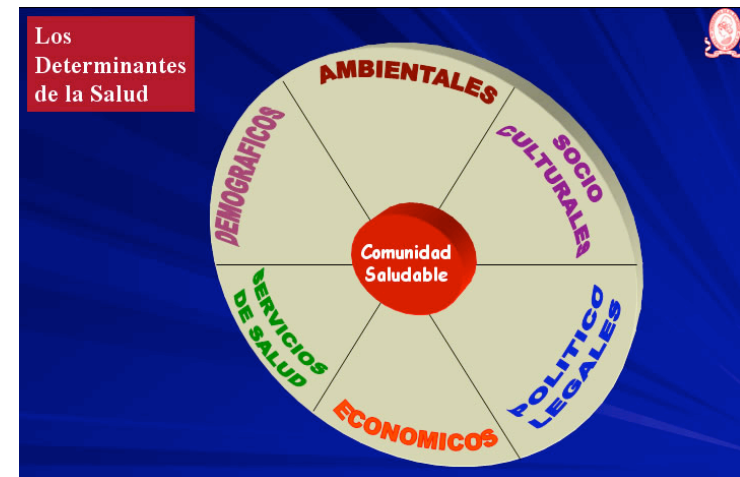 Los
Determinantes
de la Salud
AMBIENTALES
SOCIO
CULTURALES
POLITICO
LEGALES
ECONOMICOS
SERVICIOS
DE SALUD
DEMOGRAFICOS
Comunidad
Saludable